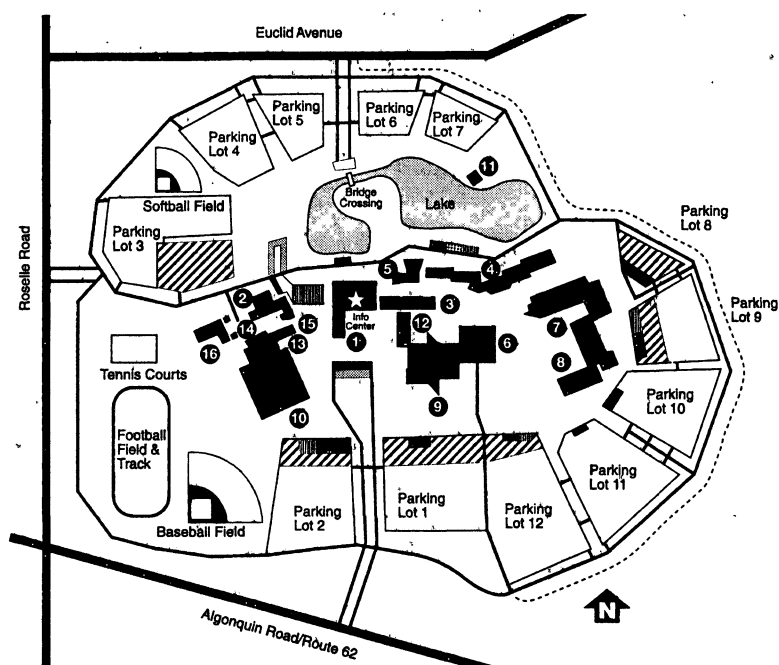 Euclid Avenue
Parking
Lot 5
Parking
Lot 6
Parking
Lot 7
Parking
Lot 4
11
Bridge
Crossing
Lake
Softball Field
Parking
Lot 3
Parking
Lot 8
Roselle Road
5
4
2
3
Parking
Lot 9
Info
Center
15
12
14
7
16
13
1
6
8
Tennis Courts
9
Parking
Lot 10
10
Football
Field &
Track
Parking
Lot 11
Parking
Lot 2
Parking
Lot 1
Parking
Lot 12
Baseball Field
N
Algonquin Road/Route 62